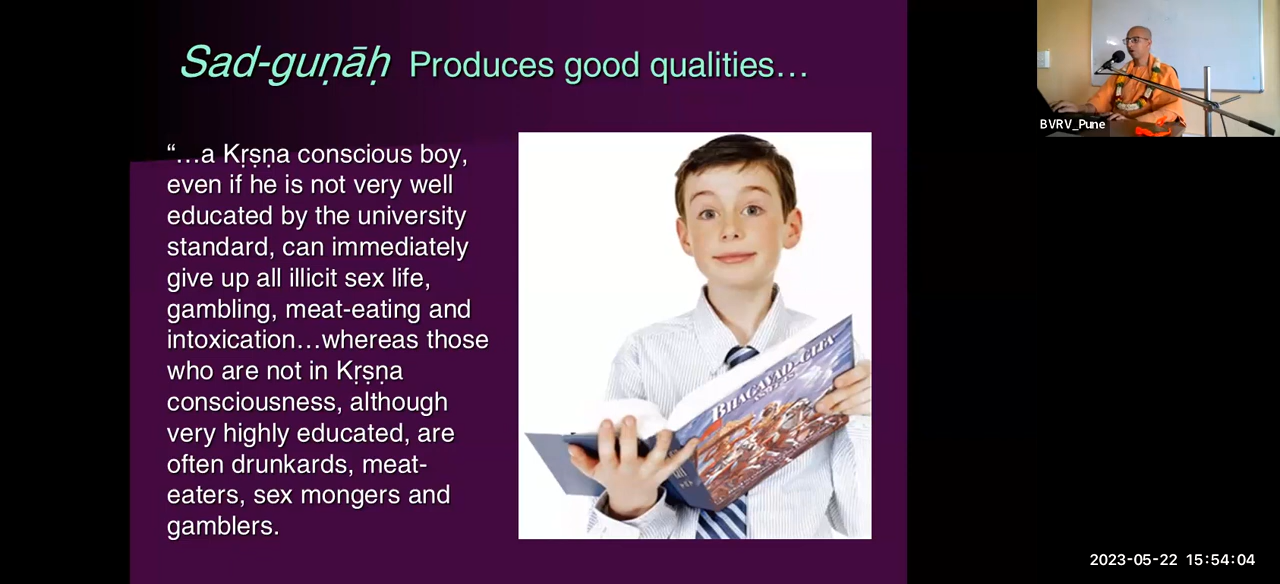 Sad-guṇāḥ Produces good qualities…
“…a Kṛṣṇa conscious boy,
even if he is not very well
educated by the university
standard, can immediately
give up all illicit sex life,
gambling, meat-eating and
intoxication…whereas those
who are not in Kṛṣṇa
consciousness, although
very highly educated, are
often drunkards, meat-
eaters, sex mongers and
gamblers.
BHAGAVAD-GITA
BVRV_Pune
2023-05-22 15:54:04